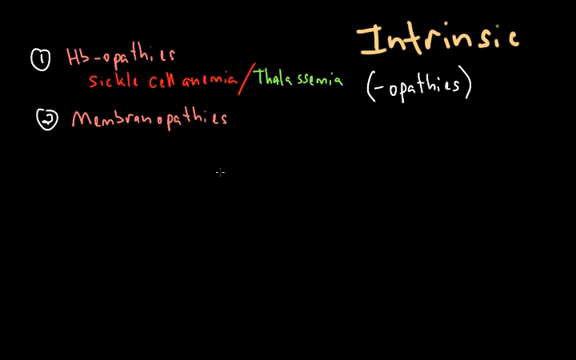 Intrinsic
(-opathies)
① Hb-opathies
Sickle cell anemia/Thalassemia
② Membranopathies